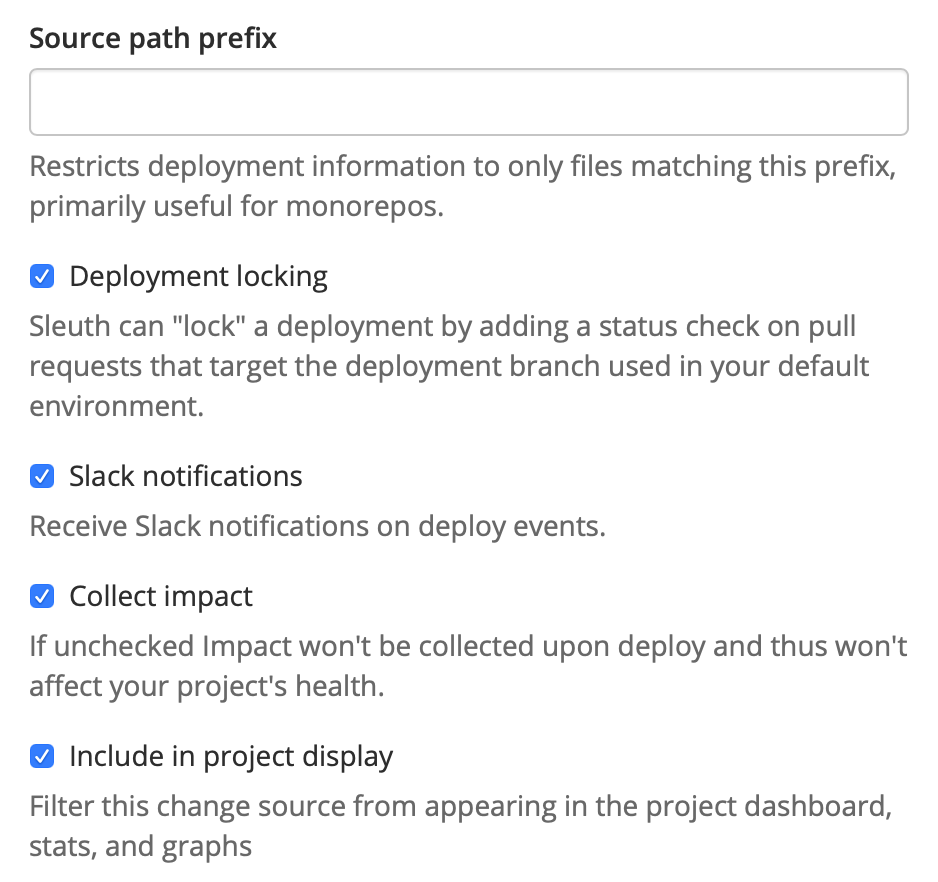 Source path prefix
Restricts deployment information to only files matching this prefix,
primarily useful for monorepos.
Deployment locking
Sleuth can "lock" a deployment by adding a status check on pull
requests that target the deployment branch used in your default
environment.
Slack notifications
Receive Slack notifications on deploy events.
Collect impact
If unchecked Impact won't be collected upon deploy and thus won't
affect your project's health.
Include in project display
Filter this change source from appearing in the project dashboard,
stats, and graphs